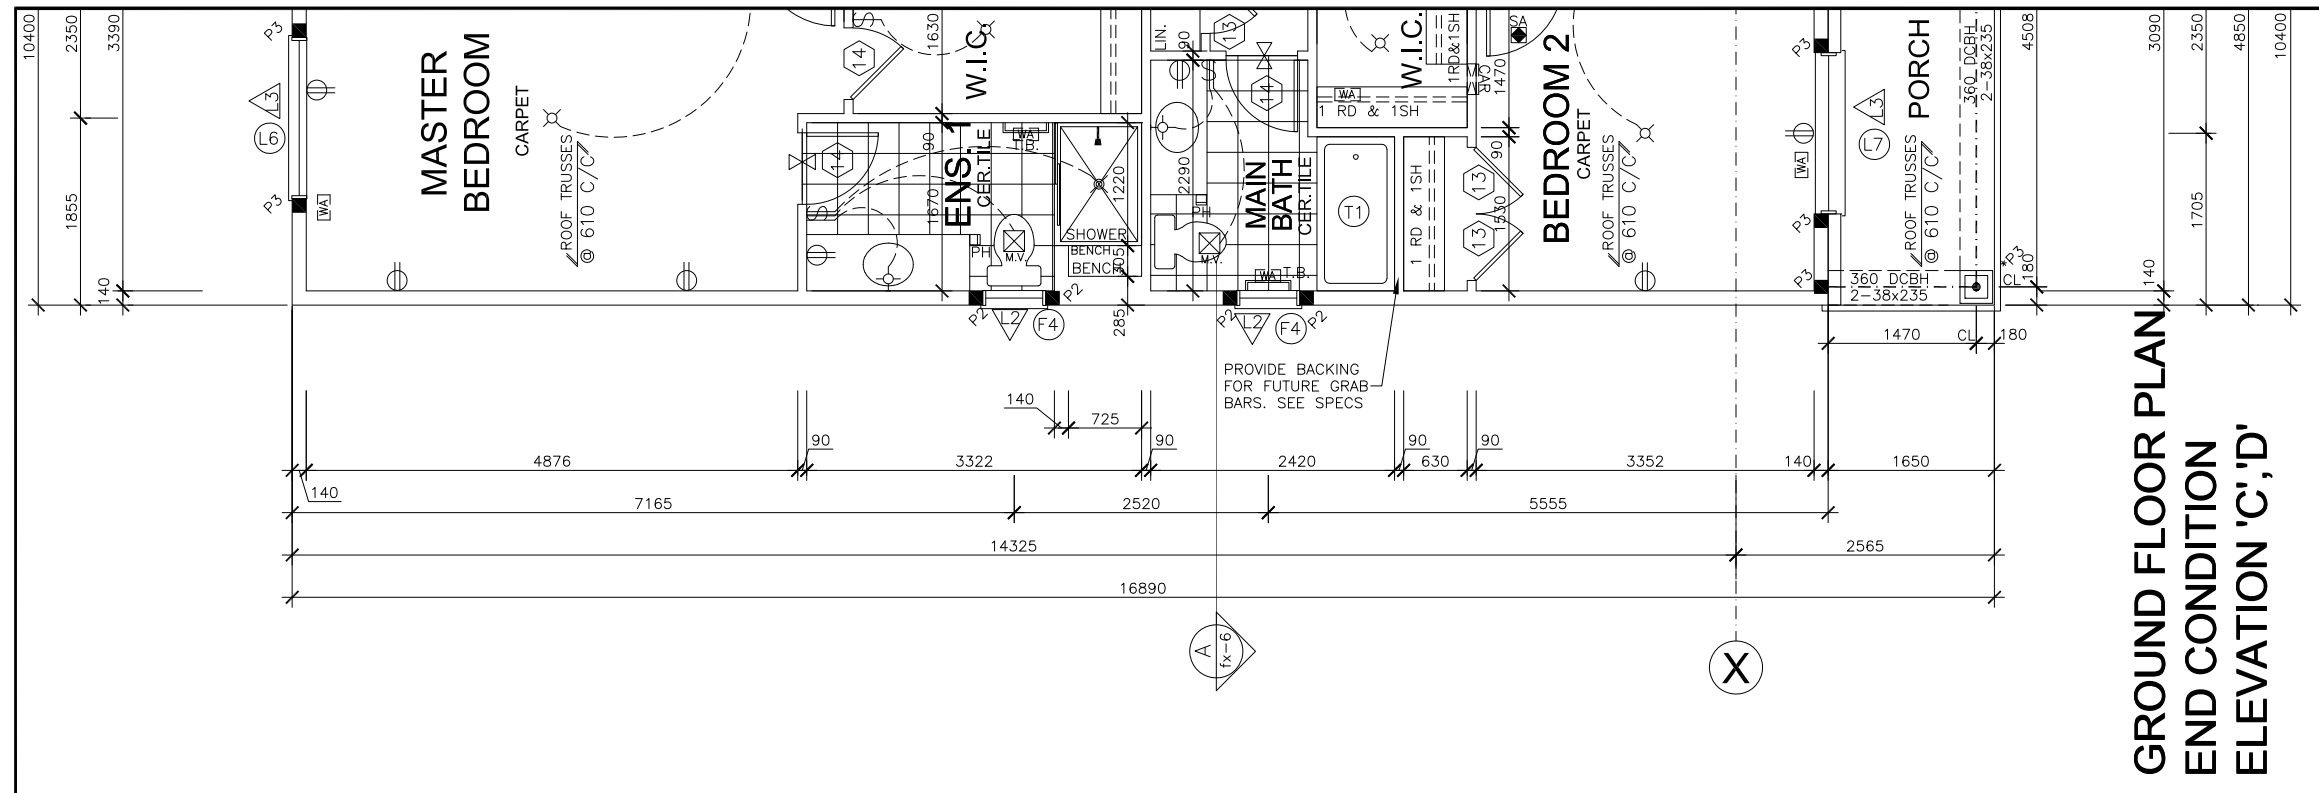 10400
2350
3390
1855
140
P3
L3
L6
P3
WA
MASTER
BEDROOM
CARPET
ROOF TRUSSES
@ 610 C/C
14
1630
W.I.C.
14
90
1670
ENS.1
CER.TILE
WA
T.B.
SHOWER
BENCH
BENCH
1220
305
285
PH
M.V.
P2
L2
F4
P2
LIN.
90
13
14
2290
PH
MAIN
BATH
CER.TILE
M.V.
WA
T.B.
P2
L2
F4
P2
T1
W.I.C.
1RD&1SH
WA
1 RD & 1SH
1 RD & 1SH
1470
90
13
13
1530
SA
BEDROOM 2
CARPET
ROOF TRUSSES
@ 610 C/C
WA
P3
P3
P3
L3
L7
PORCH
ROOF TRUSSES
@ 610 C/C
360 DCBH
2-38x235
360 DCBH
2-38x235
*P3
CL
180
4508
140
3090
1705
2350
4850
10400
1470
CL
180
PROVIDE BACKING
FOR FUTURE GRAB
BARS. SEE SPECS
140
725
4876
90
3322
90
2420
90
630
90
3352
140
1650
140
7165
2520
5555
14325
2565
16890
A
fx-6
X
GROUND FLOOR PLAN
END CONDITION
ELEVATION 'C','D'